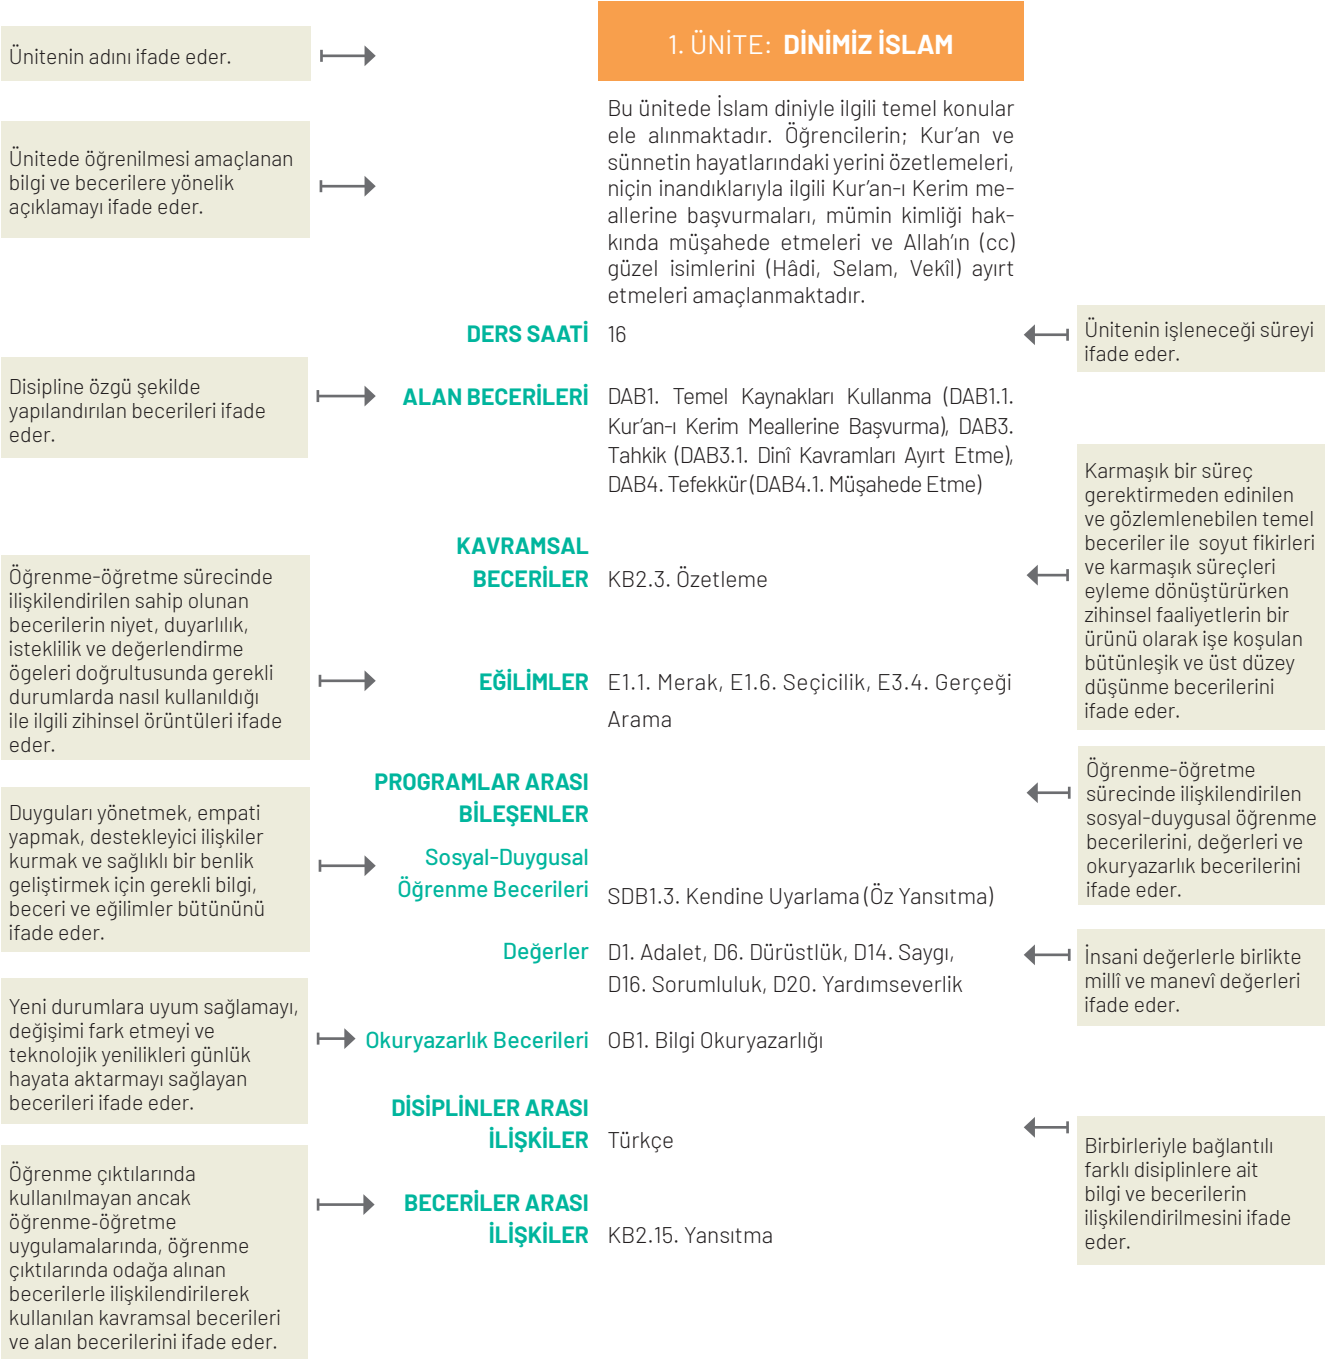 Ünitenin adını ifade eder.
1. ÜNİTE: DİNİMİZ İSLAM
Ünitede öğrenilmesi amaçlanan
bilgi ve becerilere yönelik
açıklamayı ifade eder.
Bu ünitede İslam diniyle ilgili temel konular
ele alınmaktadır. Öğrencilerin; Kur'an ve
sünnetin hayatlarındaki yerini özetlemeleri,
niçin inandıklarıyla ilgili Kur'an-ı Kerim me-
allerine başvurmaları, mümin kimliği hak-
kında müşahede etmeleri ve Allah'ın (cc)
güzel isimlerini (Hâdi, Selam, Vekîl) ayırt
etmeleri amaçlanmaktadır.
DERS SAATİ 16
Ünitenin işleneceği süreyi
ifade eder.
Disipline özgü şekilde
yapılandırılan becerileri ifade
eder.
ALAN BECERİLERİ DAB1. Temel Kaynakları Kullanma (DAB1.1.
Kur'an-ı Kerim Meallerine Başvurma), DAB3.
Tahkik (DAB3.1. Dinî Kavramları Ayırt Etme),
DAB4. Tefekkür (DAB4.1. Müşahede Etme)
Karmaşık bir süreç
gerektirmeden edinilen
ve gözlemlenebilen temel
beceriler ile soyut fikirleri
ve karmaşık süreçleri
eyleme dönüştürürken
zihinsel faaliyetlerin bir
ürünü olarak işe koşulan
bütünleşik ve üst düzey
düşünme becerilerini
ifade eder.
KAVRAMSAL
BECERİLER KB2.3. Özetleme
Öğrenme-öğretme sürecinde
ilişkilendirilen sahip olunan
becerilerin niyet, duyarlılık,
isteklilik ve değerlendirme
ögeleri doğrultusunda gerekli
durumlarda nasıl kullanıldığı
ile ilgili zihinsel örüntüleri ifade
eder.
EĞİLİMLER E1.1. Merak, E1.6. Seçicilik, E3.4. Gerçeği
Arama
PROGRAMLAR ARASI
BİLEŞENLER
Öğrenme-öğretme
sürecinde ilişkilendirilen
sosyal-duygusal öğrenme
becerilerini, değerleri ve
okuryazarlık becerilerini
ifade eder.
Duyguları yönetmek, empati
yapmak, destekleyici ilişkiler
kurmak ve sağlıklı bir benlik
geliştirmek için gerekli bilgi,
beceri ve eğilimler bütününü
ifade eder.
Sosyal-Duygusal
Öğrenme Becerileri SDB1.3. Kendine Uyarlama (Öz Yansıtma)
Değerler D1. Adalet, D6. Dürüstlük, D14. Saygı,
D16. Sorumluluk, D20. Yardımseverlik
İnsani değerlerle birlikte
millî ve manevî değerleri
ifade eder.
Yeni durumlara uyum sağlamayı,
değişimi fark etmeyi ve
teknolojik yenilikleri günlük
hayata aktarmayı sağlayan
becerileri ifade eder.
Okuryazarlık Becerileri OB1. Bilgi Okuryazarlığı
DİSİPLİNLER ARASI
İLİŞKİLER Türkçe
Birbirleriyle bağlantılı
farklı disiplinlere ait
bilgi ve becerilerin
ilişkilendirilmesini ifade
eder.
Öğrenme çıktılarında
kullanılmayan ancak
öğrenme-öğretme
uygulamalarında, öğrenme
çıktılarında odağa alınan
becerilerle ilişkilendirilerek
kullanılan kavramsal becerileri
ve alan becerilerini ifade eder.
BECERİLER ARASI
İLİŞKİLER KB2.15. Yansıtma